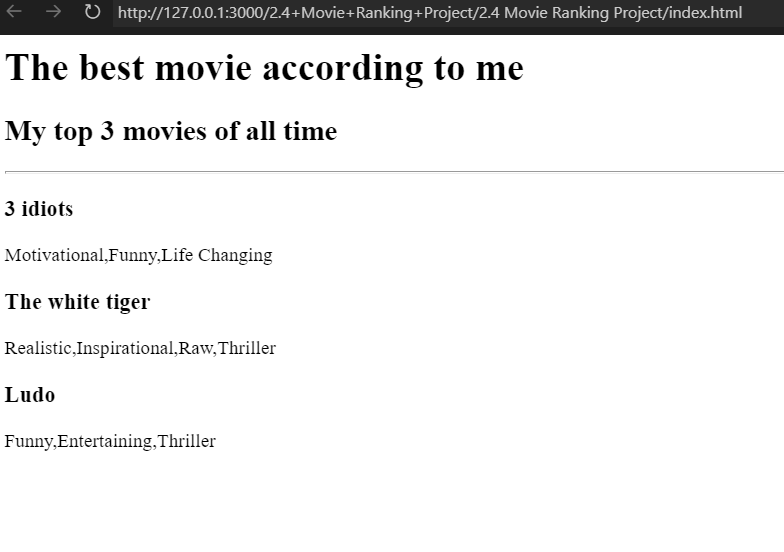 http://127.0.0.1:3000/2.4+Movie+Ranking+Project/2.4 Movie Ranking Project/index.html
The best movie according to me
My top 3 movies of all time
3 idiots
Motivational,Funny,Life Changing
The white tiger
Realistic,Inspirational,Raw,Thriller
Ludo
Funny,Entertaining,Thriller